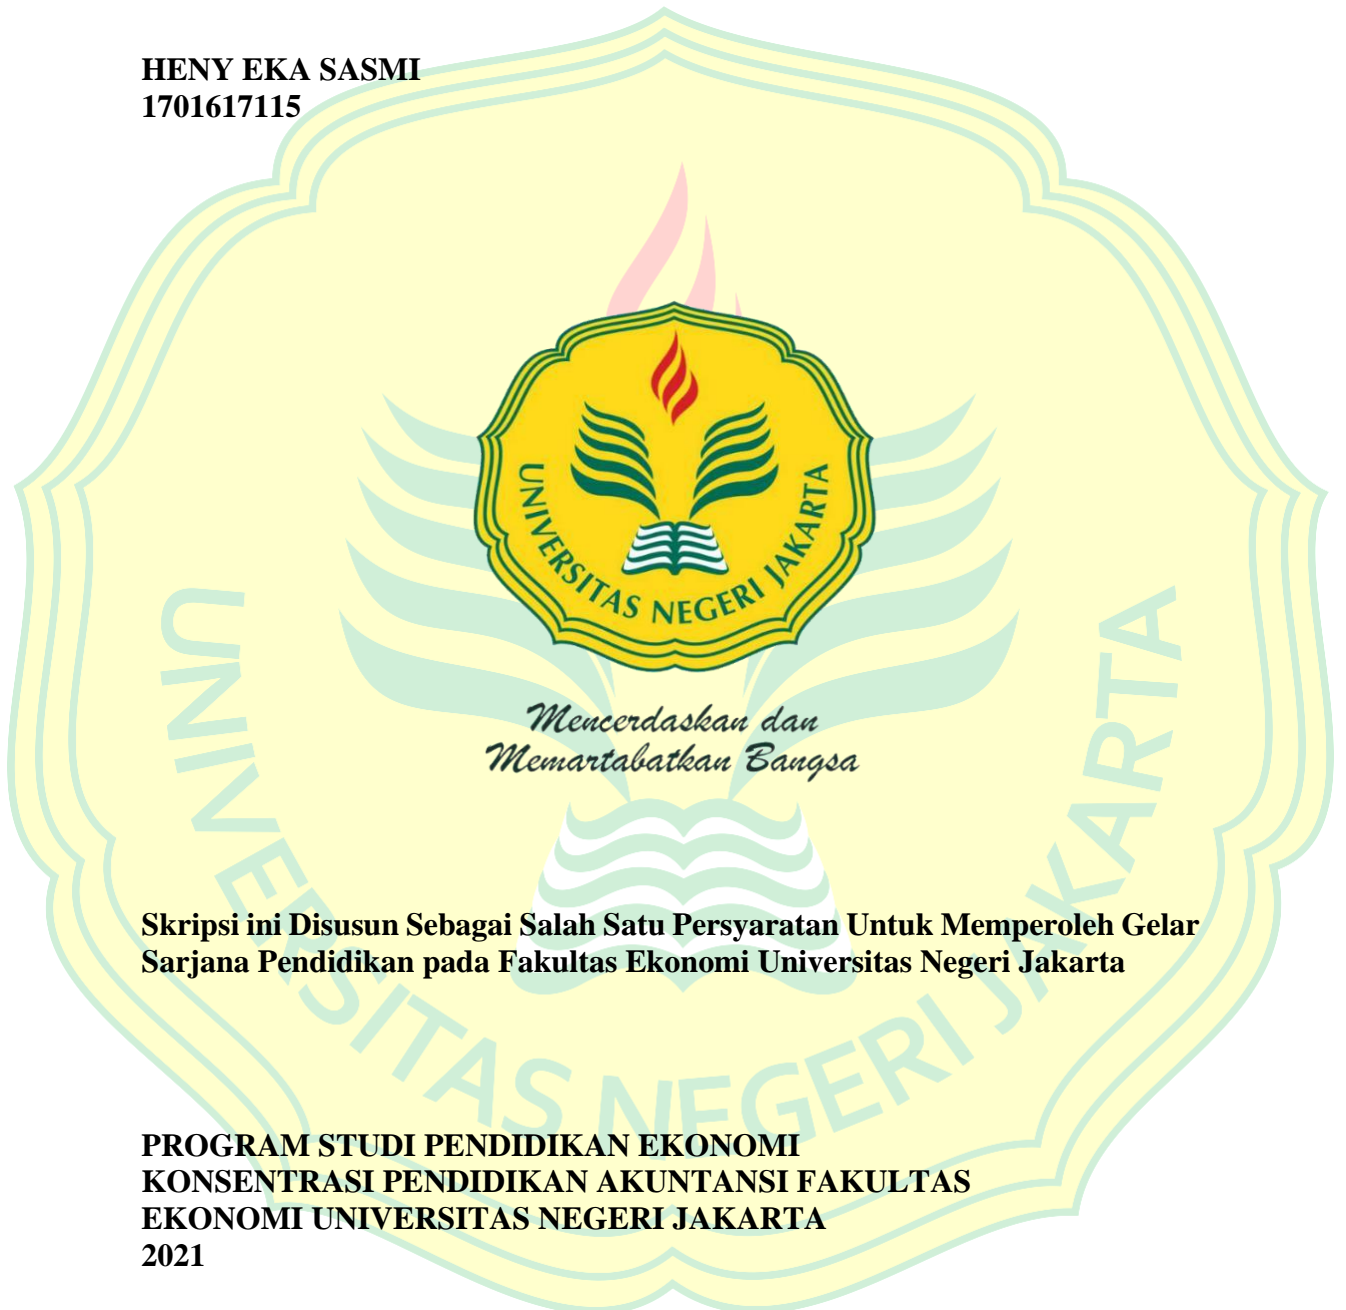 HENY EKA SASMI
1701617115
UNIVERSITAS NEGERI JAKARTA
Mencerdaskan dan
Memartabatkan Bangsa
Skripsi ini Disusun Sebagai Salah Satu Persyaratan Untuk Memperoleh Gelar
Sarjana Pendidikan pada Fakultas Ekonomi Universitas Negeri Jakarta
UNIVERSITAS NEGERI JAKARTA
PROGRAM STUDI PENDIDIKAN EKONOMI
KONSENTRASI PENDIDIKAN AKUNTANSI FAKULTAS
EKONOMI UNIVERSITAS NEGERI JAKARTA
2021